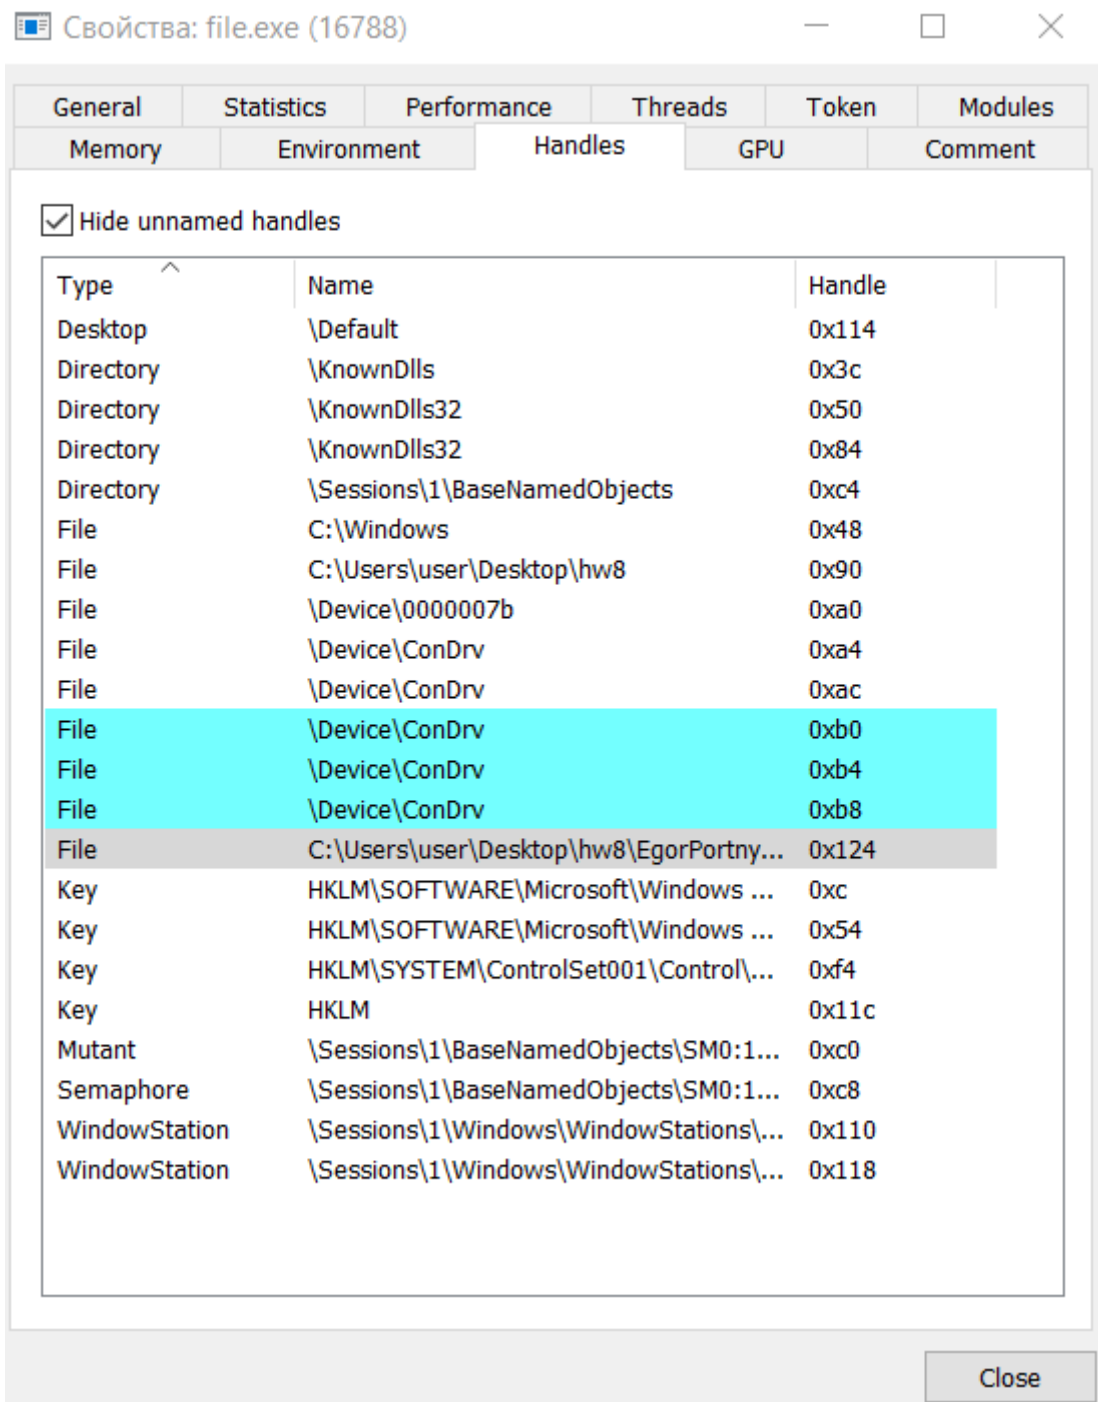 Свойства: file.exe (16788)
General Statistics Performance Threads Token Modules
Memory Environment Handles GPU Comment
Hide unnamed handles
Type Name Handle
Desktop \Default 0x114
Directory \KnownDlls 0x3c
Directory \KnownDlls32 0x50
Directory \KnownDlls32 0x84
Directory \Sessions\1\BaseNamedObjects 0xc4
File C:\Windows 0x48
File C:\Users\user\Desktop\hw8 0x90
File \Device\0000007b 0xa0
File \Device\ConDrv 0xa4
File \Device\ConDrv 0xac
File \Device\ConDrv 0xb0
File \Device\ConDrv 0xb4
File \Device\ConDrv 0xb8
File C:\Users\user\Desktop\hw8\EgorPortny... 0x124
Key HKLM\SOFTWARE\Microsoft\Windows ... 0xc
Key HKLM\SOFTWARE\Microsoft\Windows ... 0x54
Key HKLM\SYSTEM\ControlSet001\Control\... 0xf4
Key HKLM 0x11c
Mutant \Sessions\1\BaseNamedObjects\SM0:1... 0xc0
Semaphore \Sessions\1\BaseNamedObjects\SM0:1... 0xc8
WindowStation \Sessions\1\Windows\WindowStations\... 0x110
WindowStation \Sessions\1\Windows\WindowStations\... 0x118
Close